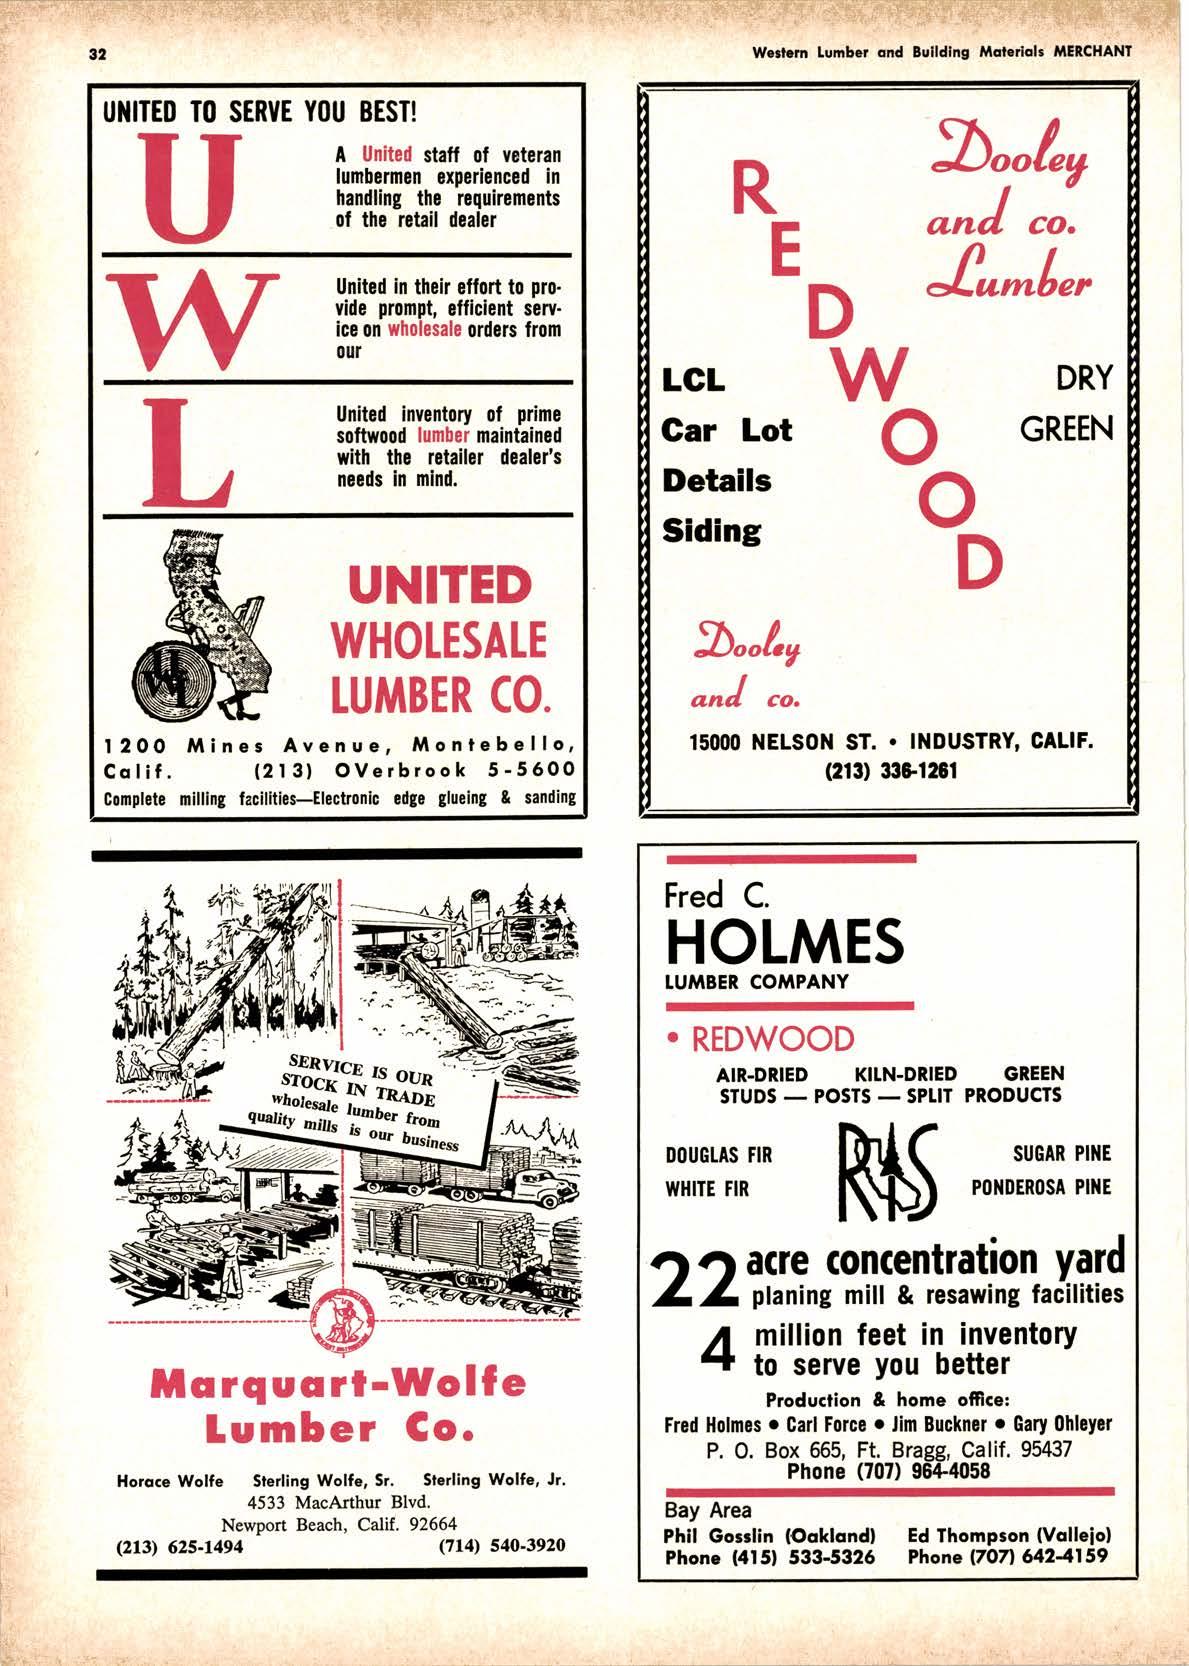 32
Western Lumber and Building Materials MERCHANT
UNITED TO SERVE YOU BEST!
U
A United staff of veteran
lumbermen experienced in
handling the requirements
of the retail dealer
W
United in their effort to pro-
vide prompt, efficient serv-
ice on wholesale orders from
our
L
United inventory of prime
softwood lumber maintained
with the retailer dealer's
needs in mind.
CALIFORNIA
UWL
UNITED
WHOLESALE
LUMBER CO.
1200 Mines Avenue, Montebello,
Calif. (213) OVerbrook 5-5600
Complete milling facilities—Electronic edge glueing & sanding
Dooley
and co.
Lumber
REDWOOD
LCL
Car Lot
Details
Siding
DRY
GREEN
Dooley
and co.
15000 NELSON ST. • INDUSTRY, CALIF.
(213) 336-1261
SERVICE IS OUR
STOCK IN TRADE
wholesale lumber from
quality mills is our business
Marquart-Wolfe
Lumber Co.
Horace Wolfe Sterling Wolfe, Sr. Sterling Wolfe, Jr.
4533 MacArthur Blvd.
Newport Beach, Calif. 92664
(213) 625-1494 (714) 540-3920
Fred C.
HOLMES
LUMBER COMPANY
• REDWOOD
AIR-DRIED KILN-DRIED GREEN
STUDS — POSTS — SPLIT PRODUCTS
DOUGLAS FIR
WHITE FIR
RIS
SUGAR PINE
PONDEROSA PINE
22 acre concentration yard
planing mill & resawing facilities
4 million feet in inventory
to serve you better
Production & home office:
Fred Holmes • Carl Force • Jim Buckner • Gary Ohleyer
P. O. Box 665, Ft. Bragg, Calif. 95437
Phone (707) 964-4058
Bay Area
Phil Gosslin (Oakland) Ed Thompson (Vallejo)
Phone (415) 533-5326 Phone (707) 642-4159